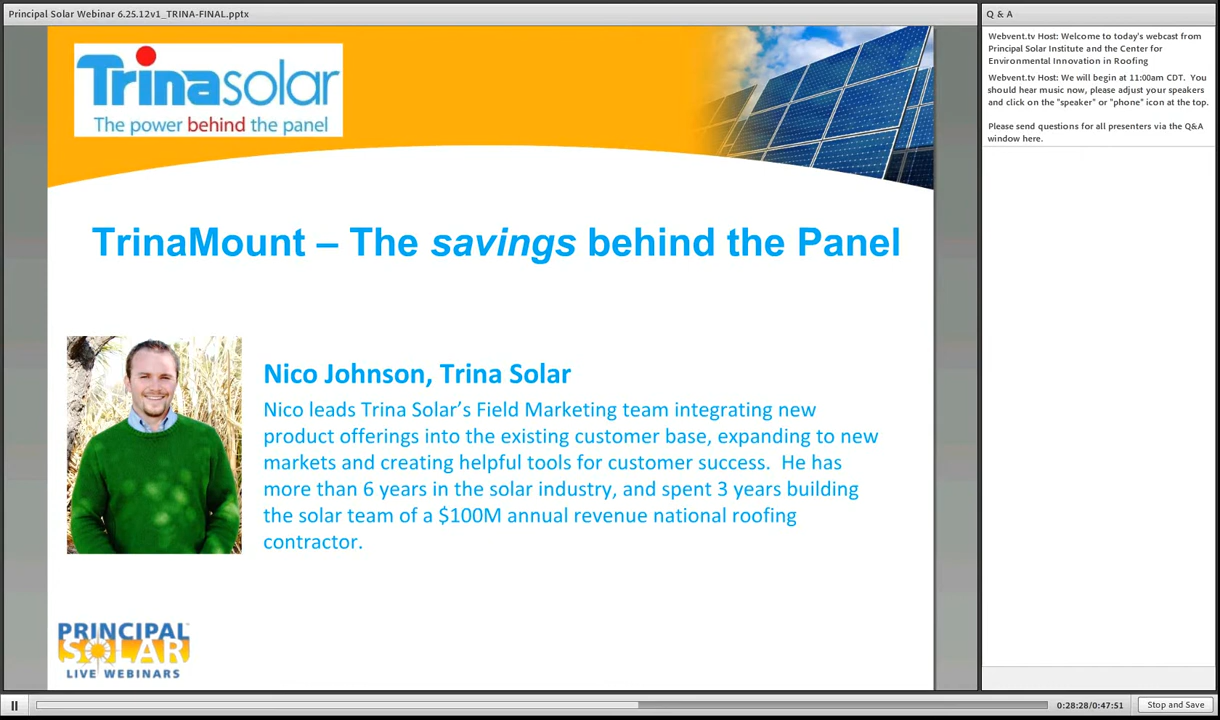 Principal Solar Webinar 6.25.12v1_TRINA-FINAL.pptx
Trinasolar
The power behind the panel
TrinaMount – The savings behind the Panel
Nico Johnson, Trina Solar
Nico leads Trina Solar's Field Marketing team integrating new
product offerings into the existing customer base, expanding to new
markets and creating helpful tools for customer success.  He has
more than 6 years in the solar industry, and spent 3 years building
the solar team of a $100M annual revenue national roofing
contractor.
PRINCIPAL™
SOLAR
LIVE WEBINARS
Q & A
Webvent.tv Host: Welcome to today's webcast from
Principal Solar Institute and the Center for
Environmental Innovation in Roofing
Webvent.tv Host: We will begin at 11:00am CDT.  You
should hear music now, please adjust your speakers
and click on the "speaker" or "phone" icon at the top.
Please send questions for all presenters via the Q&A
window here.
0:28:28/0:47:51
Stop and Save